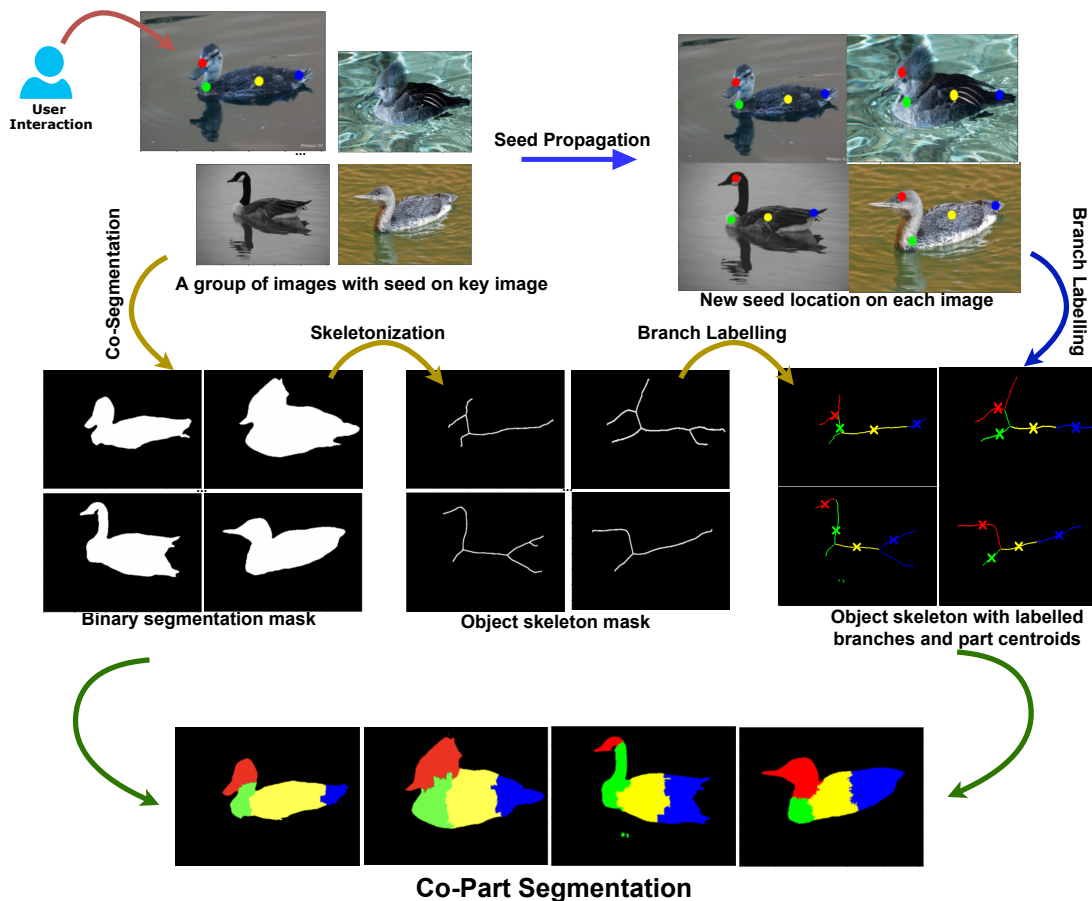 User
Interaction
...
Seed Propagation
A group of images with seed on key image
New seed location on each image
Co-Segmentation
Skeletonization
Branch Labelling
Branch Labelling
...
...
Binary segmentation mask
Object skeleton mask
Object skeleton with labelled
branches and part centroids
Co-Part Segmentation